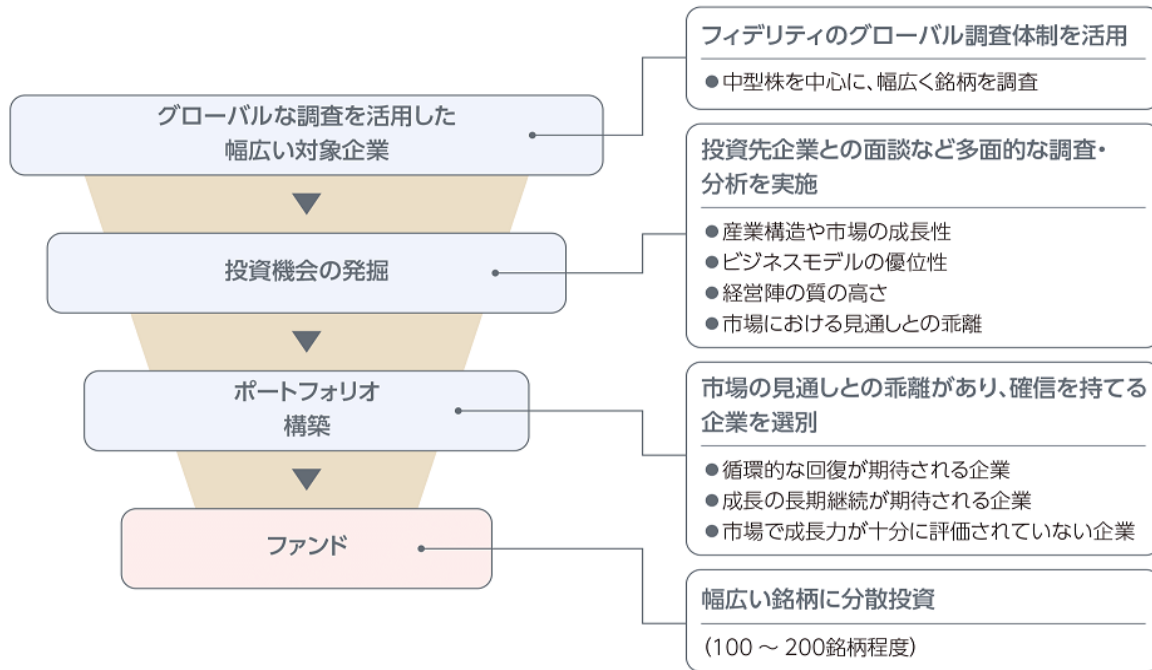 グローバルな調査を活用した
幅広い対象企業
投資機会の発掘
ポートフォリオ
構築
ファンド
フィデリティのグローバル調査体制を活用
●中型株を中心に、幅広く銘柄を調査
投資先企業との面談など多面的な調査・
分析を実施
●産業構造や市場の成長性
●ビジネスモデルの優位性
●経営陣の質の高さ
●市場における見通しとの乖離
市場の見通しとの乖離があり、確信を持てる
企業を選別
●循環的な回復が期待される企業
●成長の長期継続が期待される企業
●市場で成長力が十分に評価されていない企業
幅広い銘柄に分散投資
(100 ～ 200銘柄程度)